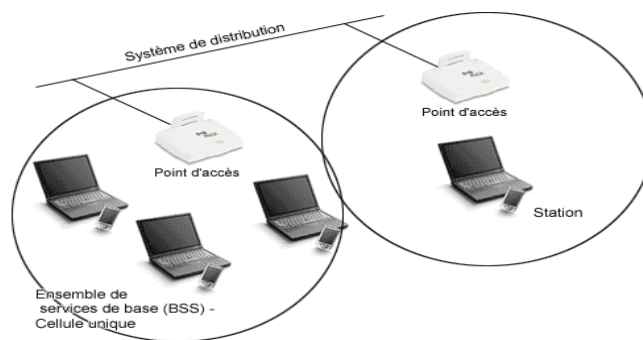 Système de distribution
Point d'accès
Point d'accès
Station
Ensemble de
services de base (BSS) -
Cellule unique